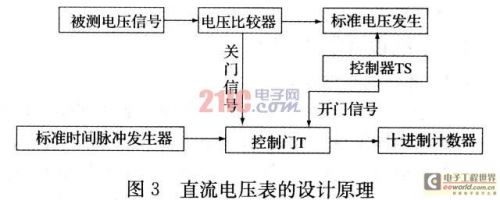 被测电压信号
电压比较器
标准电压发生
关门信号
控制器TS
21IC电子网
.com
开门信号
标准时间脉冲发生器
控制门T
十进制计数器
图 3 直流电压表的设计原理
电子工程世界
eeworld.com.cn